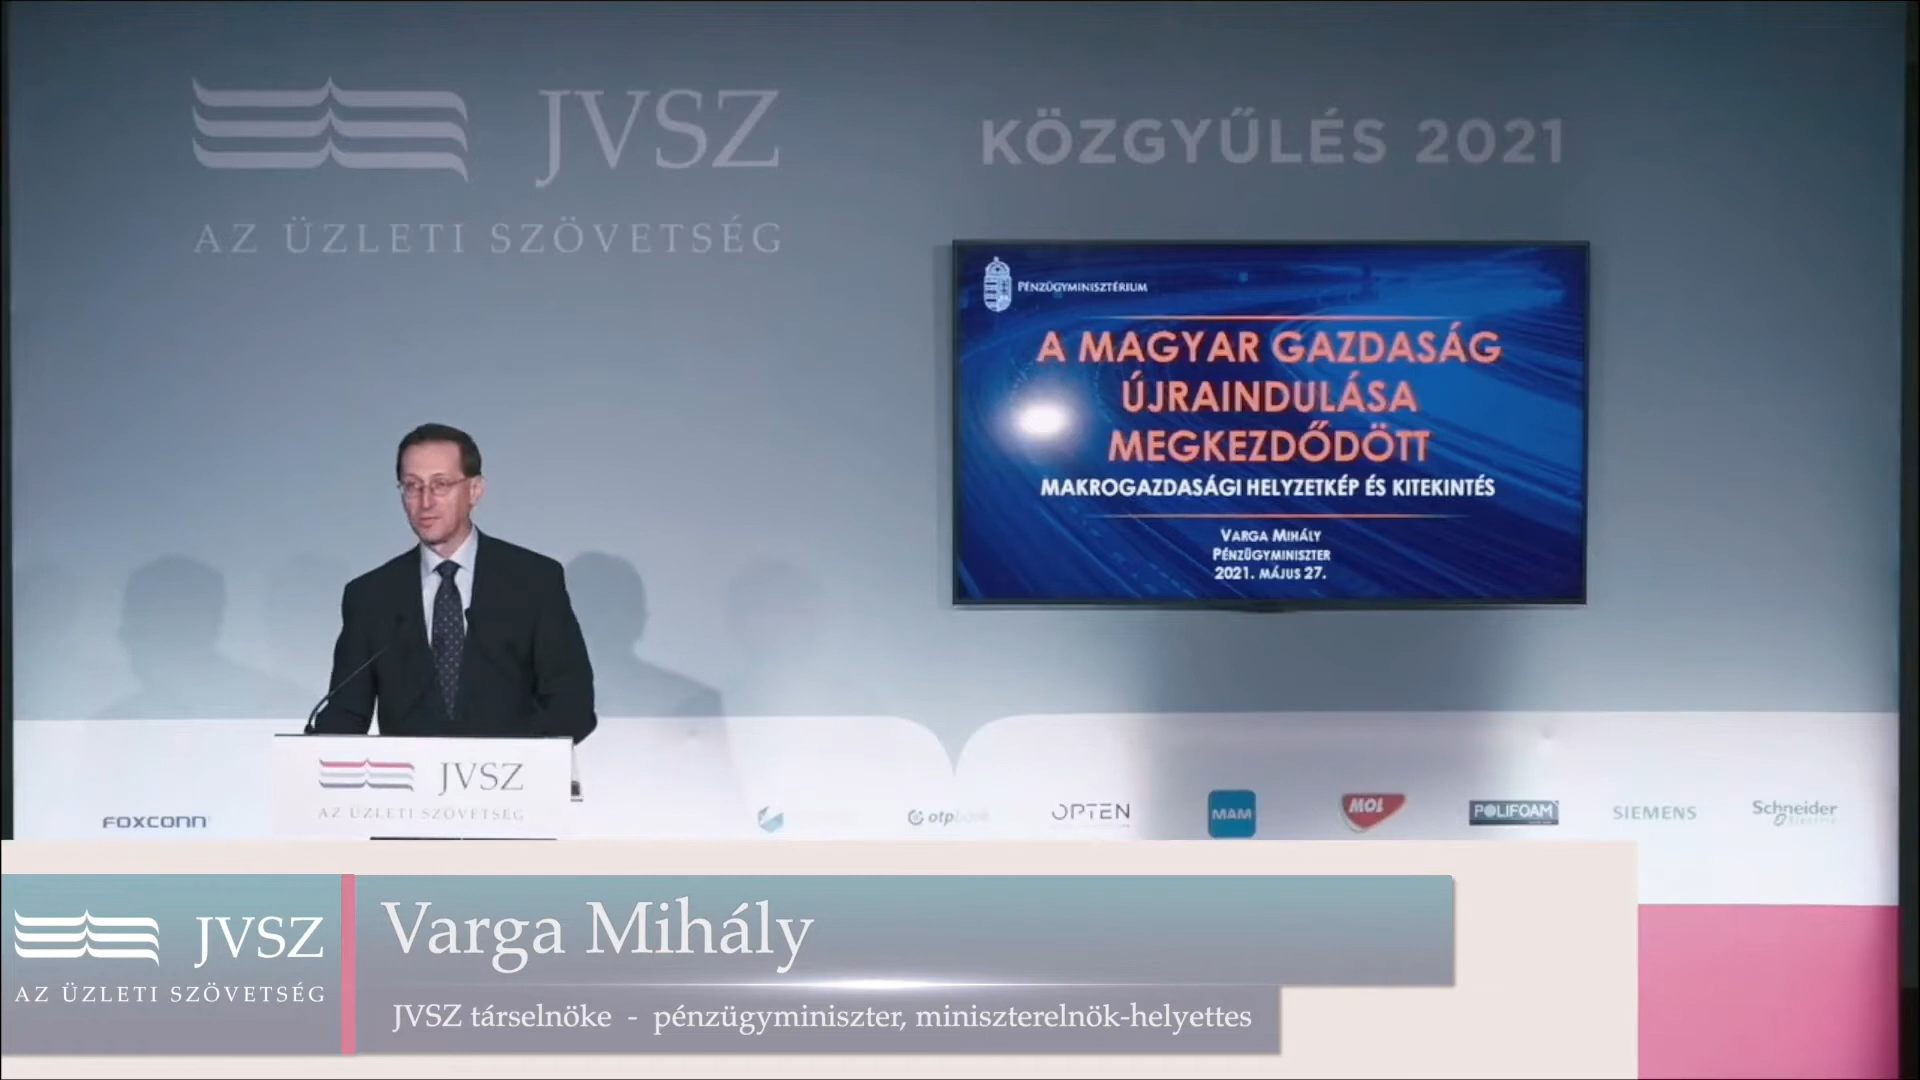 JVSZ
AZ ÜZLETI SZÖVETSÉG
KÖZGYŰLÉS 2021
PÉNZÜGYMINISZTÉRIUM
A MAGYAR GAZDASÁG
ÚJRAINDULÁSA
MEGKEZDŐDÖTT
MAKROGAZDASÁGI HELYZETKÉP ÉS KITEKINTÉS
VARGA MIHÁLY
PÉNZÜGYMINISZTER
2021. MÁJUS 27.
JVSZ
AZ ÜZLETI SZÖVETSÉG
FOXCONN
otpbank
OPTEN
MAM
MOL
POLIFOAM
SIEMENS
Schneider
Electric
JVSZ
AZ ÜZLETI SZÖVETSÉG
Varga Mihály
JVSZ társelnöke - pénzügyminiszter, miniszterelnök-helyettes